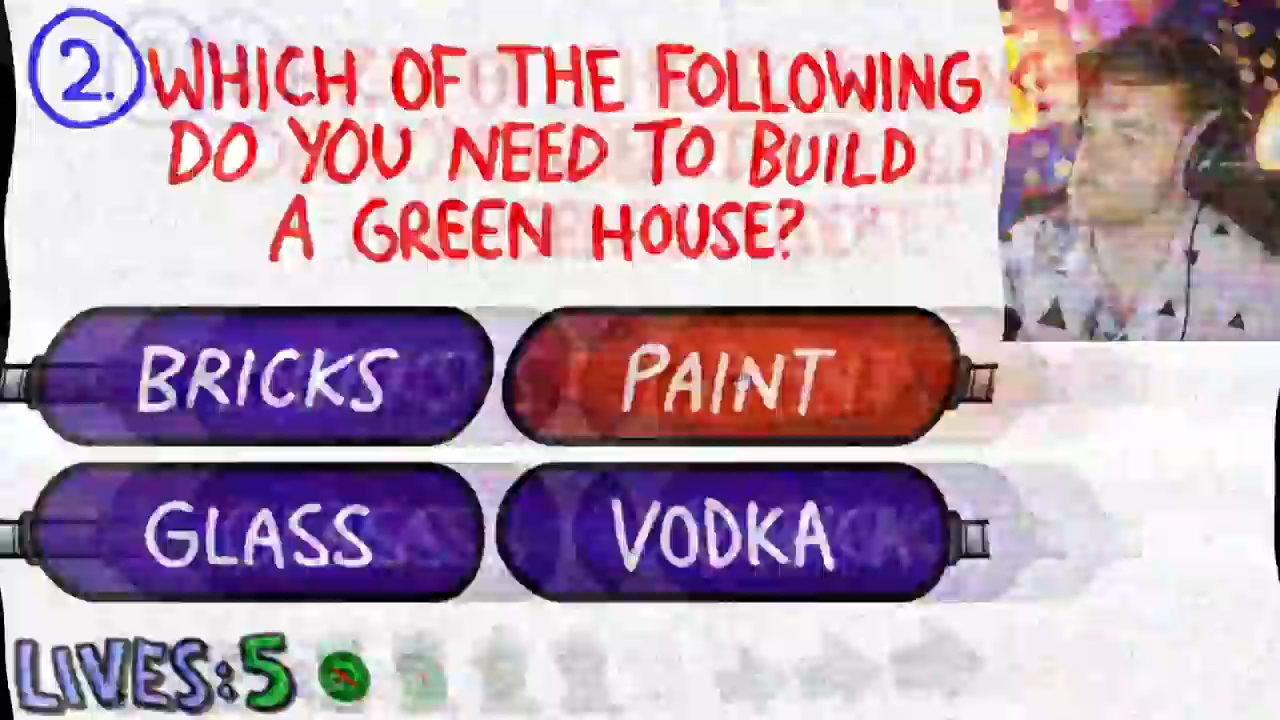 2. WHICH OF THE FOLLOWING
DO YOU NEED TO BUILD
A GREEN HOUSE?
BRICKS
PAINT
GLASS
VODKA
LIVES: 5